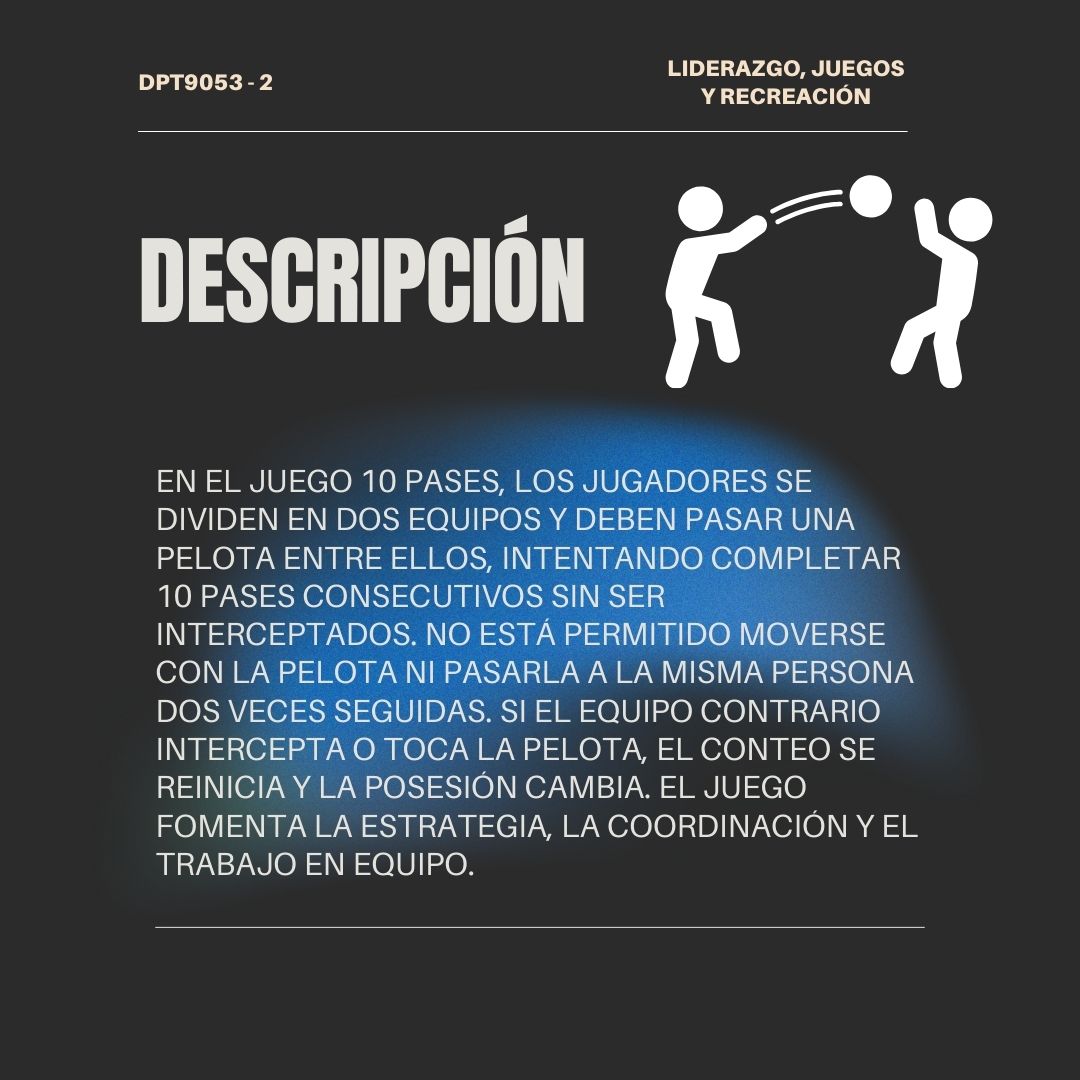 DPT9053 - 2
LIDERAZGO, JUEGOS
Y RECREACIÓN
DESCRIPCIÓN
EN EL JUEGO 10 PASES, LOS JUGADORES SE
DIVIDEN EN DOS EQUIPOS Y DEBEN PASAR UNA
PELOTA ENTRE ELLOS, INTENTANDO COMPLETAR
10 PASES CONSECUTIVOS SIN SER
INTERCEPTADOS. NO ESTÁ PERMITIDO MOVERSE
CON LA PELOTA NI PASARLA A LA MISMA PERSONA
DOS VECES SEGUIDAS. SI EL EQUIPO CONTRARIO
INTERCEPTA O TOCA LA PELOTA, EL CONTEO SE
REINICIA Y LA POSESIÓN CAMBIA. EL JUEGO
FOMENTA LA ESTRATEGIA, LA COORDINACIÓN Y EL
TRABAJO EN EQUIPO.